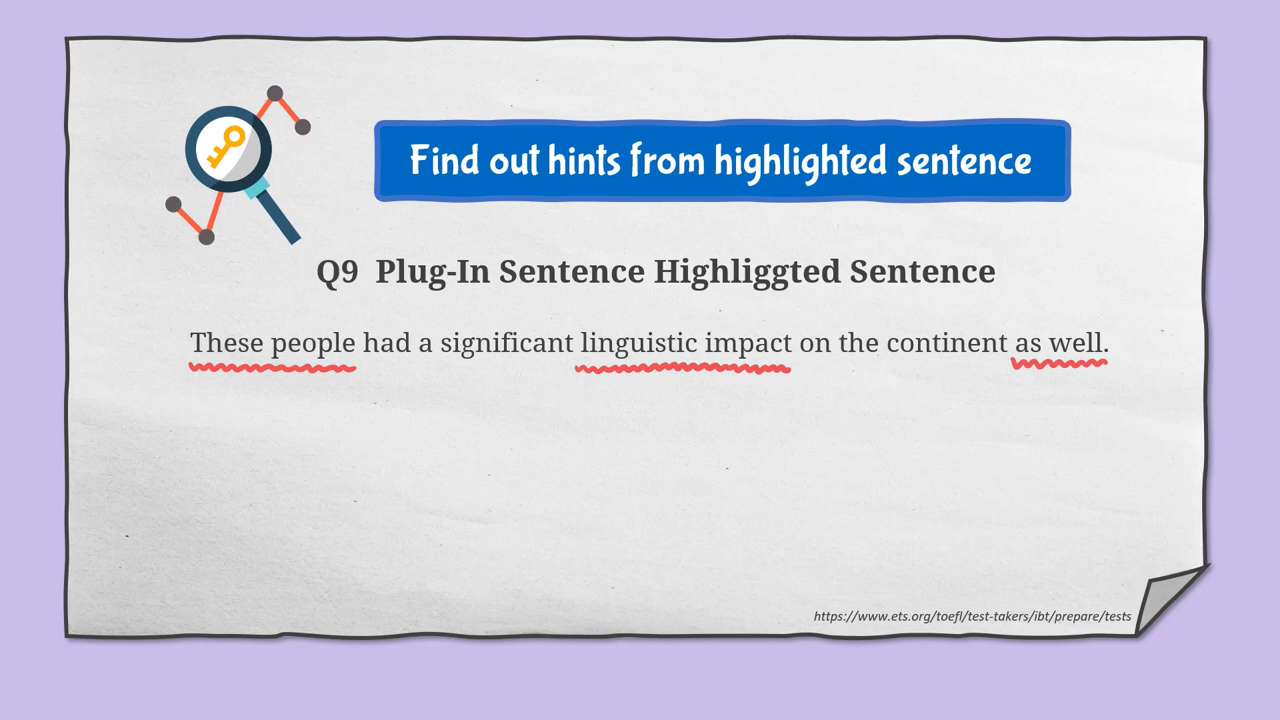 Find out hints from highlighted sentence
Q9 Plug-In Sentence Highliggted Sentence
These people had a significant linguistic impact on the continent as well.
https://www.ets.org/toefl/test-takers/ibt/prepare/tests